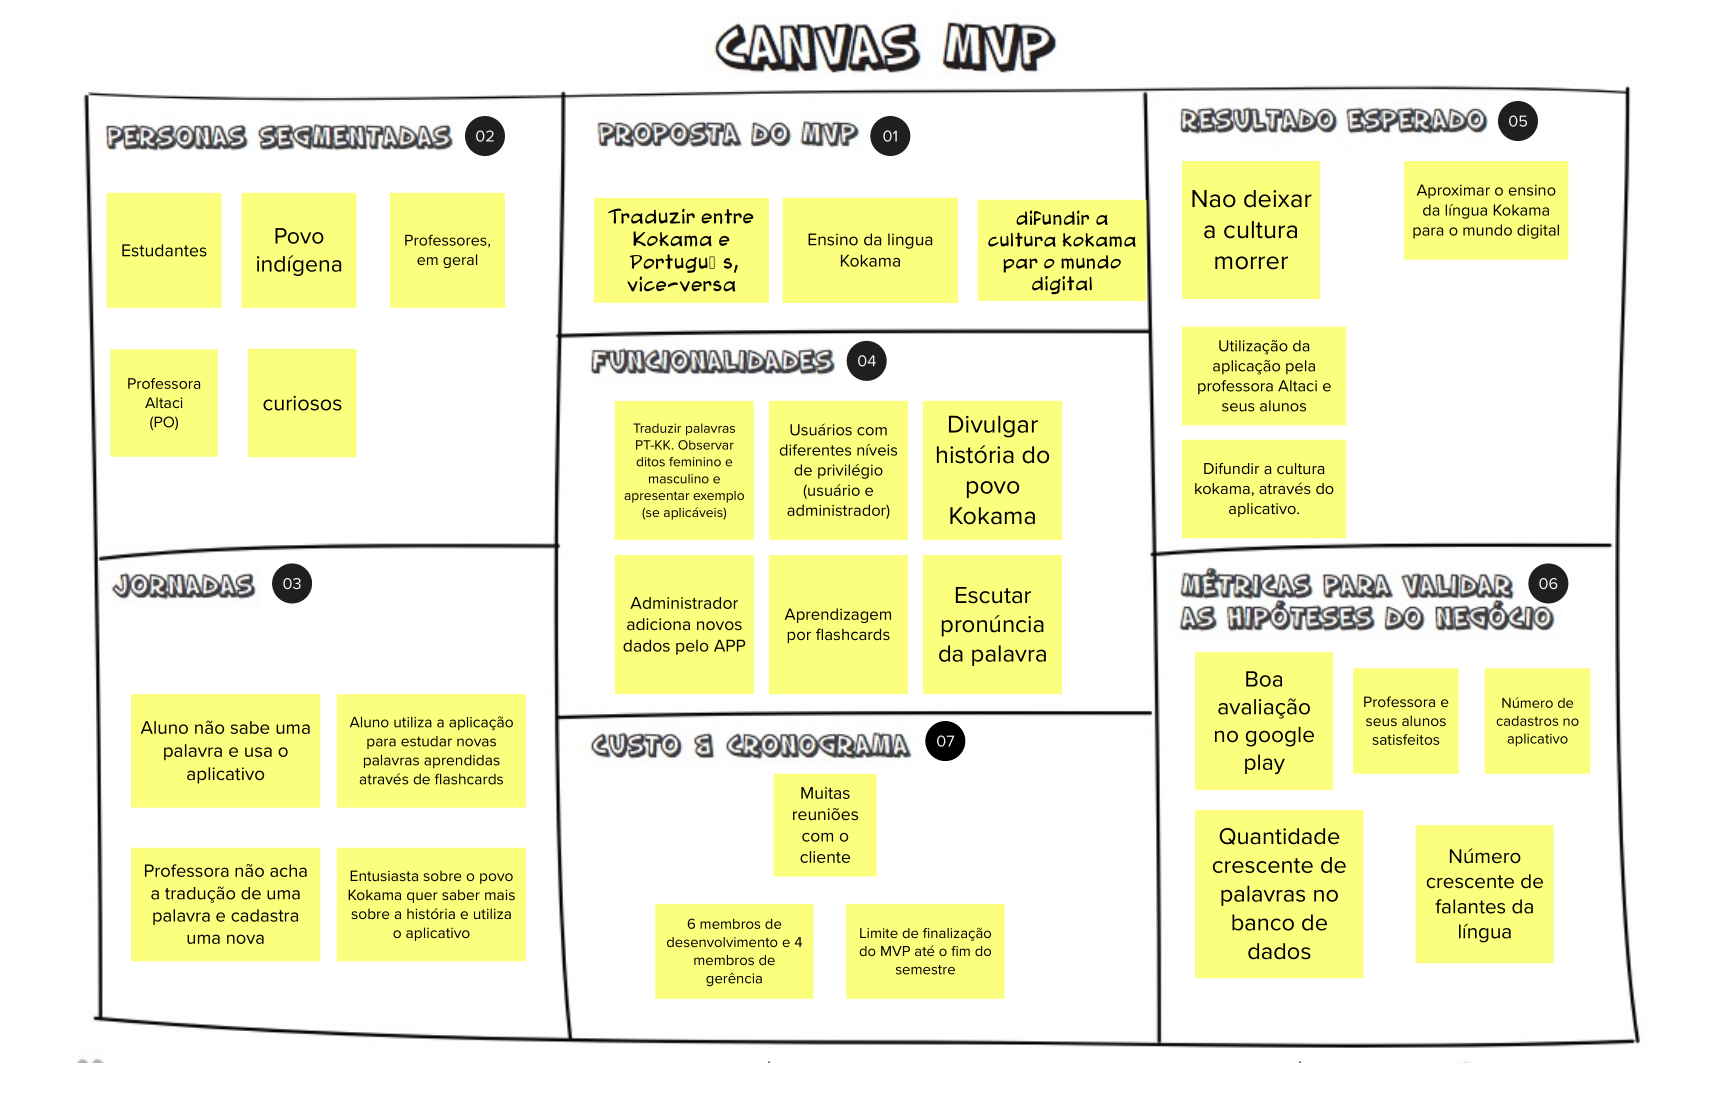 CANVAS MVP
PERSONAS SEGMENTADAS 02
Estudantes
Povo
indígena
Professores,
em geral
Professora
Altaci
(PO)
curiosos
PROPOSTA DO MVP 01
Traduzir entre
Kokama e
Portugu▯ s,
vice-versa
Ensino da lingua
Kokama
difundir a
cultura kokama
par o mundo
digital
RESULTADO ESPERADO 05
Nao deixar
a cultura
morrer
Aproximar o ensino
da língua Kokama
para o mundo digital
Utilização da
aplicação pela
professora Altaci e
seus alunos
Difundir a cultura
kokama, através do
aplicativo.
FUNCIONALIDADES 04
Traduzir palavras
PT-KK. Observar
ditos feminino e
masculino e
apresentar exemplo
(se aplicáveis)
Usuários com
diferentes níveis
de privilégio
(usuário e
administrador)
Divulgar
história do
povo
Kokama
Administrador
adiciona novos
dados pelo APP
Aprendizagem
por flashcards
Escutar
pronúncia
da palavra
JORNADAS 03
Aluno não sabe uma
palavra e usa o
aplicativo
Aluno utiliza a aplicação
para estudar novas
palavras aprendidas
através de flashcards
Professora não acha
a tradução de uma
palavra e cadastra
uma nova
Entusiasta sobre o povo
Kokama quer saber mais
sobre a história e utiliza
o aplicativo
CUSTO & CRONOGRAMA 07
Muitas
reuniões
com o
cliente
6 membros de
desenvolvimento e 4
membros de
gerência
Limite de finalização
do MVP até o fim do
semestre
MÉTRICAS PARA VALIDAR 06
AS HIPÓTESES DO NEGÓCIO
Boa
avaliação
no google
play
Professora e
seus alunos
satisfeitos
Número de
cadastros no
aplicativo
Quantidade
crescente de
palavras no
banco de
dados
Número
crescente de
falantes da
língua